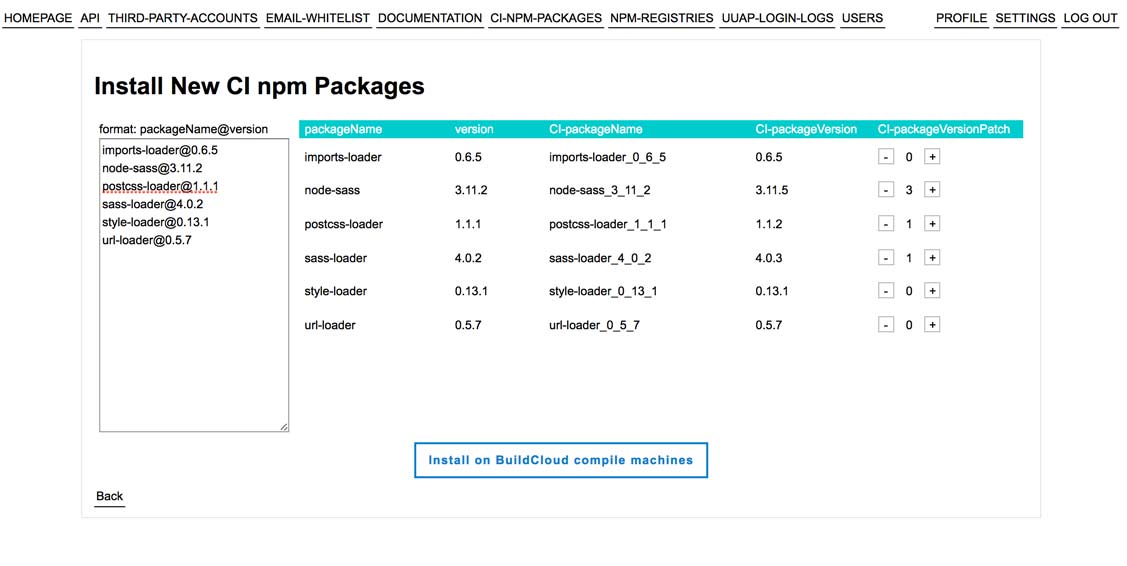 HOMEPAGE API THIRD-PARTY-ACCOUNTS EMAIL-WHITELIST DOCUMENTATION CI-NPM-PACKAGES NPM-REGISTRIES UUAP-LOGIN-LOGS USERS PROFILE SETTINGS LOG OUT
Install New CI npm Packages
format: packageName@version
imports-loader@0.6.5
node-sass@3.11.2
postcss-loader@1.1.1
sass-loader@4.0.2
style-loader@0.13.1
url-loader@0.5.7
packageName version CI-packageName CI-packageVersion CI-packageVersionPatch
imports-loader 0.6.5 imports-loader_0_6_5 0.6.5 - 0 +
node-sass 3.11.2 node-sass_3_11_2 3.11.5 - 3 +
postcss-loader 1.1.1 postcss-loader_1_1_1 1.1.2 - 1 +
sass-loader 4.0.2 sass-loader_4_0_2 4.0.3 - 1 +
style-loader 0.13.1 style-loader_0_13_1 0.13.1 - 0 +
url-loader 0.5.7 url-loader_0_5_7 0.5.7 - 0 +
Install on BuildCloud compile machines
Back